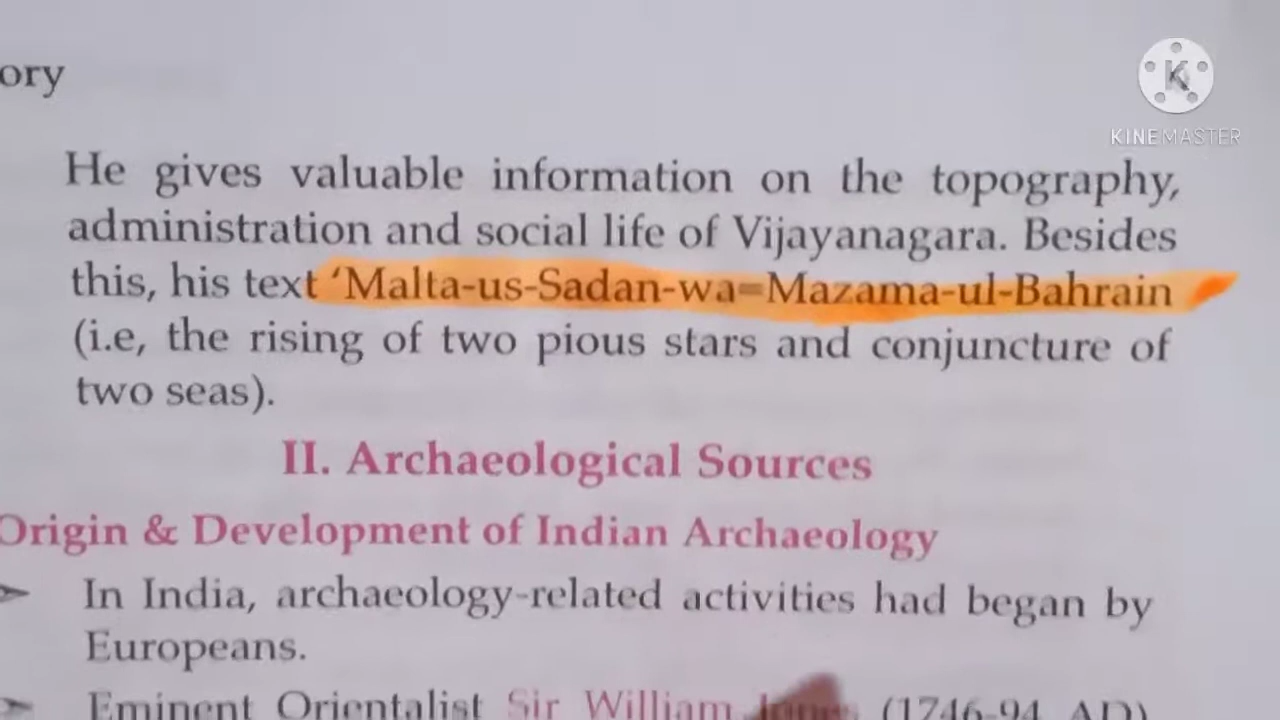 ory
K
KINEMASTER
He gives valuable information on the topography,
administration and social life of Vijayanagara. Besides
this, his text 'Malta-us-Sadan-wa=Mazama-ul-Bahrain
(i.e, the rising of two pious stars and conjuncture of
two seas).
II. Archaeological Sources
Origin & Development of Indian Archaeology
➢ In India, archaeology-related activities had began by
Europeans.
➢ Eminent Orientalist Sir William Jones (1746-94 AD)